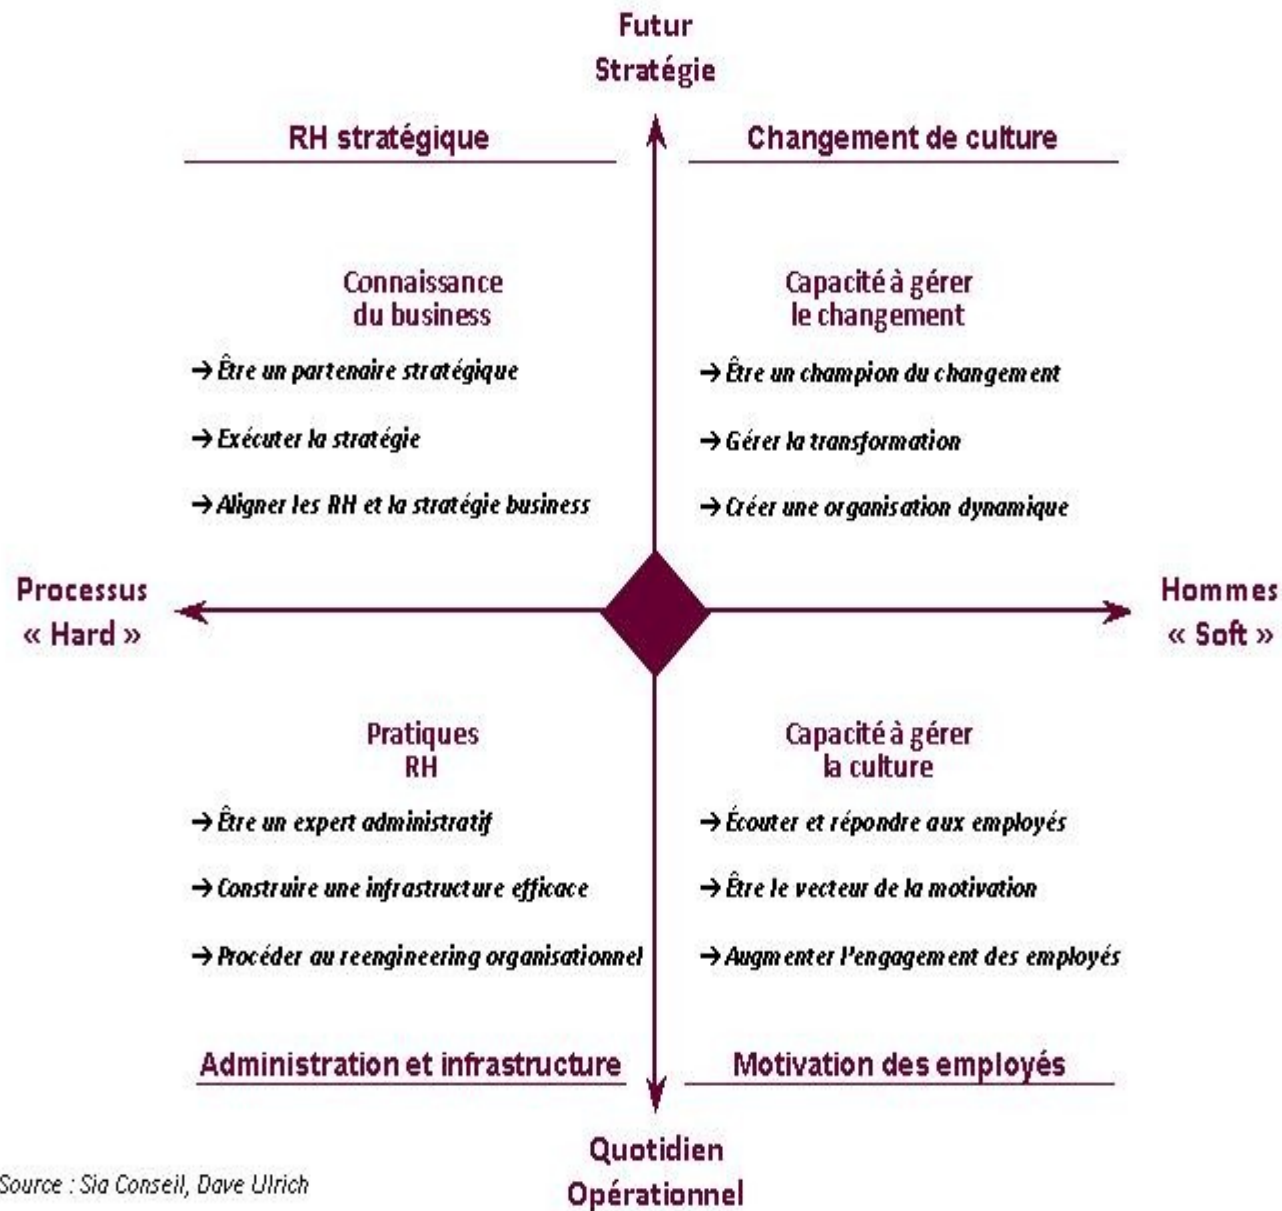 Futur
Stratégie
RH stratégique
Changement de culture
Connaissance
du business
→ Être un partenaire stratégique
→ Exécuter la stratégie
→ Aligner les RH et la stratégie business
Capacité à gérer
le changement
→ Être un champion du changement
→ Gérer la transformation
→ Créer une organisation dynamique
Processus
« Hard »
Hommes
« Soft »
Pratiques
RH
→ Être un expert administratif
→ Construire une infrastructure efficace
→ Procéder au reengineering organisationnel
Capacité à gérer
la culture
→ Écouter et répondre aux employés
→ Être le vecteur de la motivation
→ Augmenter l'engagement des employés
Administration et infrastructure
Motivation des employés
Quotidien
Opérationnel
Source : Sia Conseil, Dave Ulrich